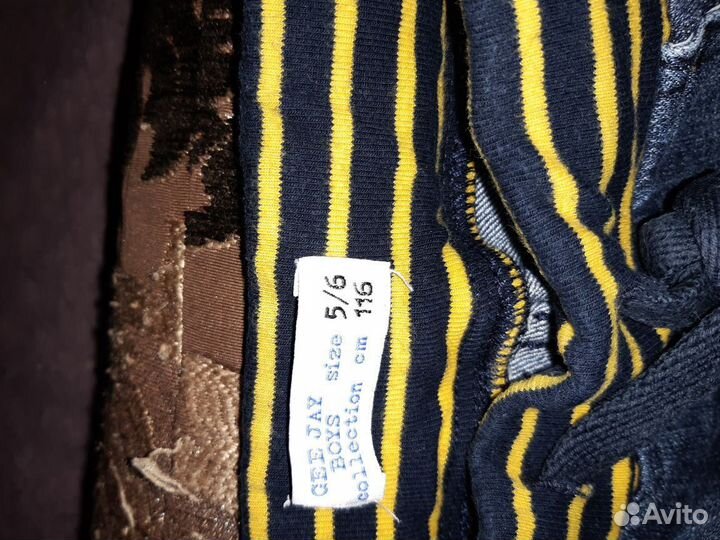 GEE JAY
BOYS size 5/6
collection cm 116
Avito